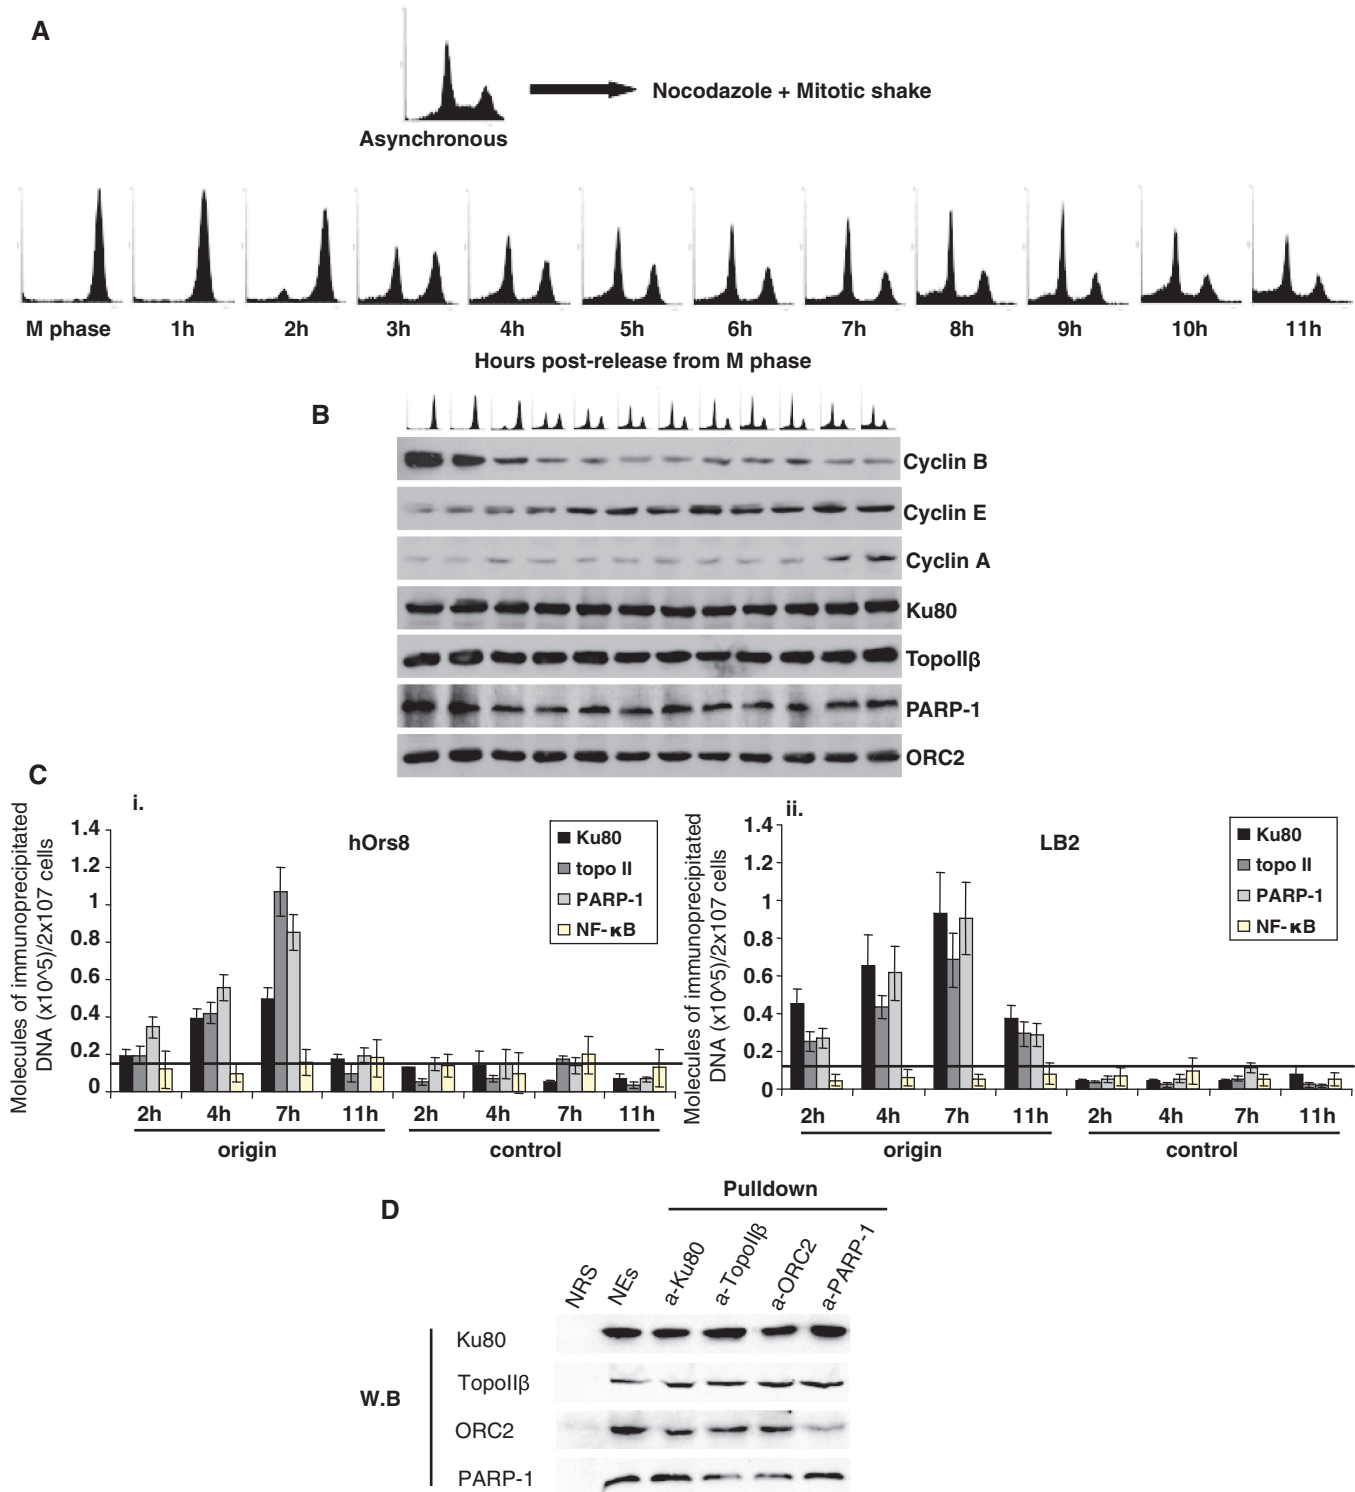 A
Asynchronous
Nocodazole + Mitotic shake
M phase 1h 2h 3h 4h 5h 6h 7h 8h 9h 10h 11h
Hours post-release from M phase
B
Cyclin B
Cyclin E
Cyclin A
Ku80
TopoIIβ
PARP-1
ORC2
C
i.
hOrs8
Molecules of immunoprecipitated
DNA (x10^5)/2x107 cells
1.4
1.2
1
0.8
0.6
0.4
0.2
0
Ku80
topo II
PARP-1
NF-κB
2h 4h 7h 11h 2h 4h 7h 11h
origin control
ii.
LB2
Molecules of immunoprecipitated
DNA (x10^5)/2x107 cells
1.4
1.2
1
0.8
0.6
0.4
0.2
0
Ku80
topo II
PARP-1
NF-κB
2h 4h 7h 11h 2h 4h 7h 11h
origin control
D
Pulldown
NRS NEs a-Ku80 a-TopoIIβ a-ORC2 a-PARP-1
W.B
Ku80
TopoIIβ
ORC2
PARP-1